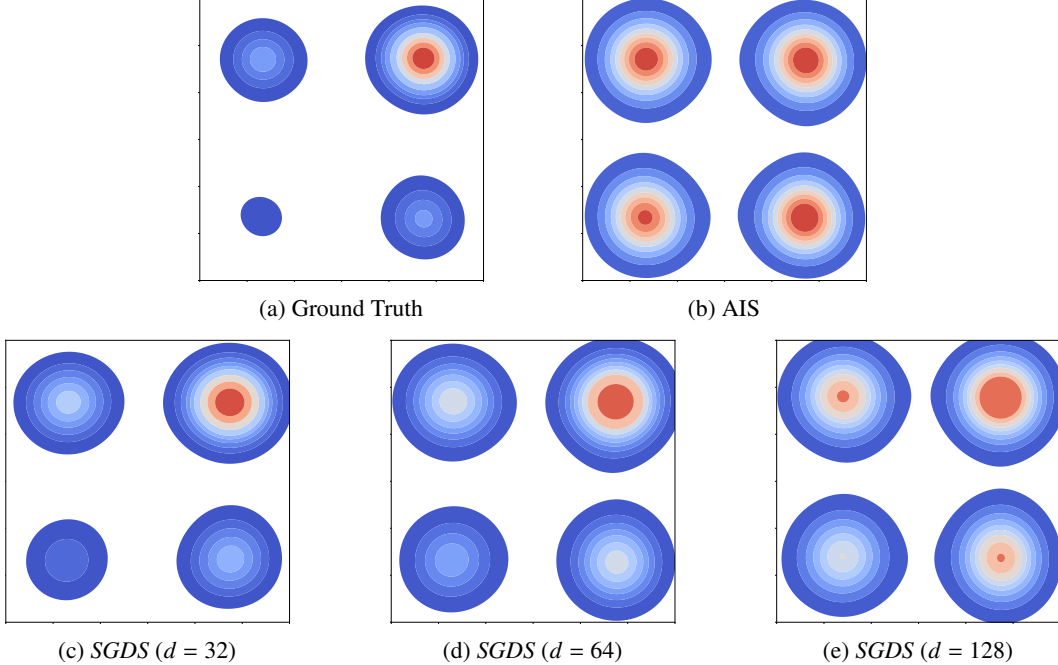 (a) Ground Truth
(b) AIS
(c) SGDS (d = 32)
(d) SGDS (d = 64)
(e) SGDS (d = 128)